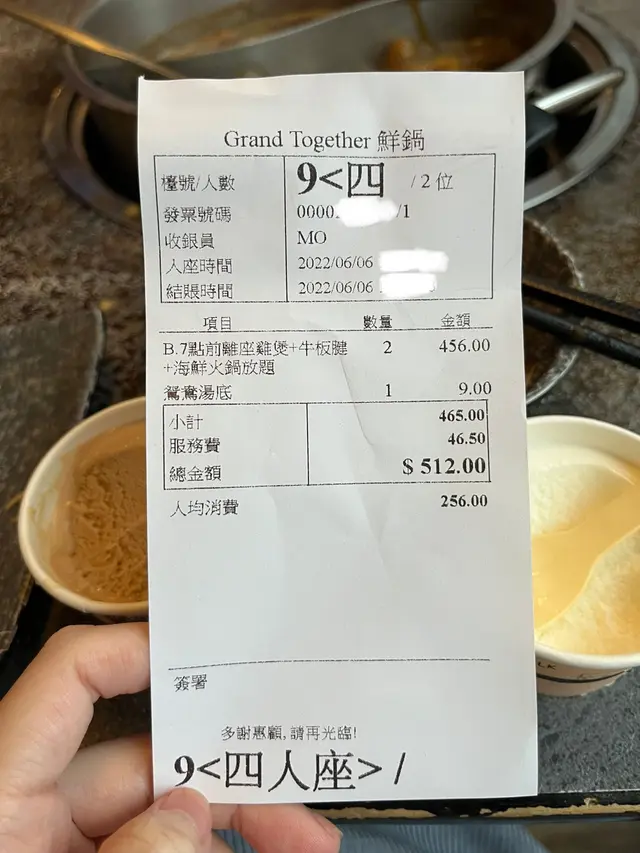 Grand Together 鮮鍋
檯號/人數 9<四 / 2 位
發票號碼 0000 /1
收銀員 MO
入座時間 2022/06/06
結賬時間 2022/06/06
項目 數量 金額
B.7點前離座雞煲+牛板腱 2 456.00
+海鮮火鍋放題
鴛鴦湯底 1 9.00
小計 465.00
服務費 46.50
總金額 $ 512.00
人均消費 256.00
簽署
多謝惠顧, 請再光臨!
9<四人座> /